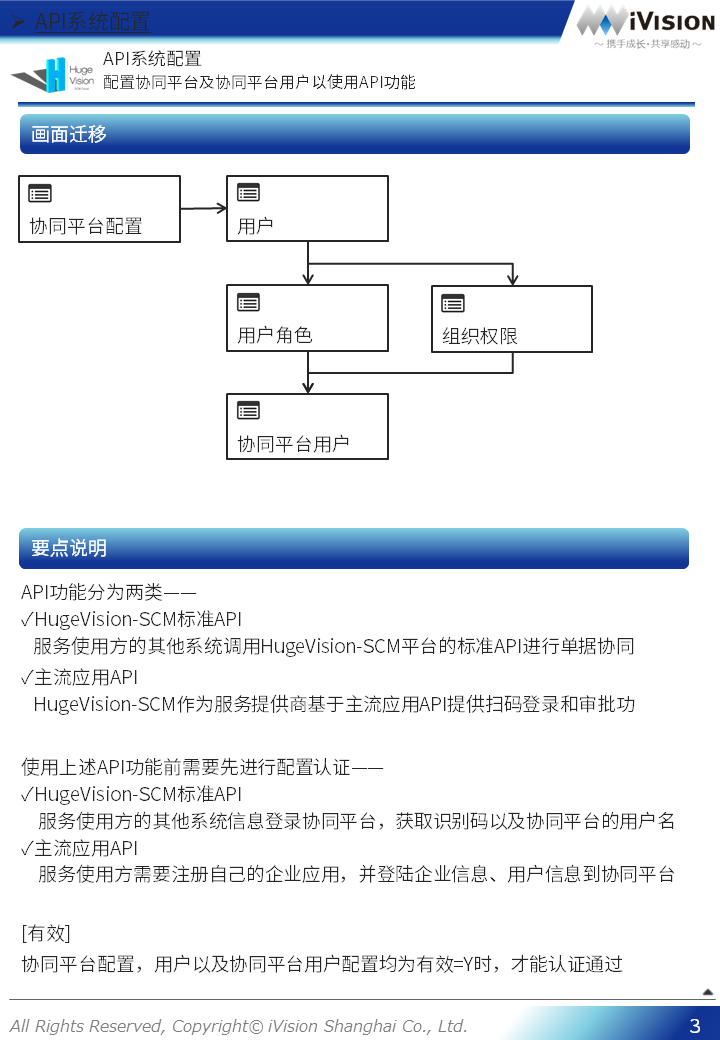 API系统配置
iVISION
～ 携手成长·共享感动 ～
Huge
Vision
API系统配置
配置协同平台及协同平台用户以使用API功能
画面迁移
协同平台配置
用户
用户角色
组织权限
协同平台用户
要点说明
API功能分为两类——
✓HugeVision-SCM标准API
服务使用方的其他系统调用HugeVision-SCM平台的标准API进行单据协同
✓主流应用API
HugeVision-SCM作为服务提供商基于主流应用API提供扫码登录和审批功
使用上述API功能前需要先进行配置认证——
✓HugeVision-SCM标准API
服务使用方的其他系统信息登录协同平台，获取识别码以及协同平台的用户名
✓主流应用API
服务使用方需要注册自己的企业应用，并登陆企业信息、用户信息到协同平台
[有效]
协同平台配置，用户以及协同平台用户配置均为有效=Y时，才能认证通过
All Rights Reserved, Copyright© iVision Shanghai Co., Ltd.
3